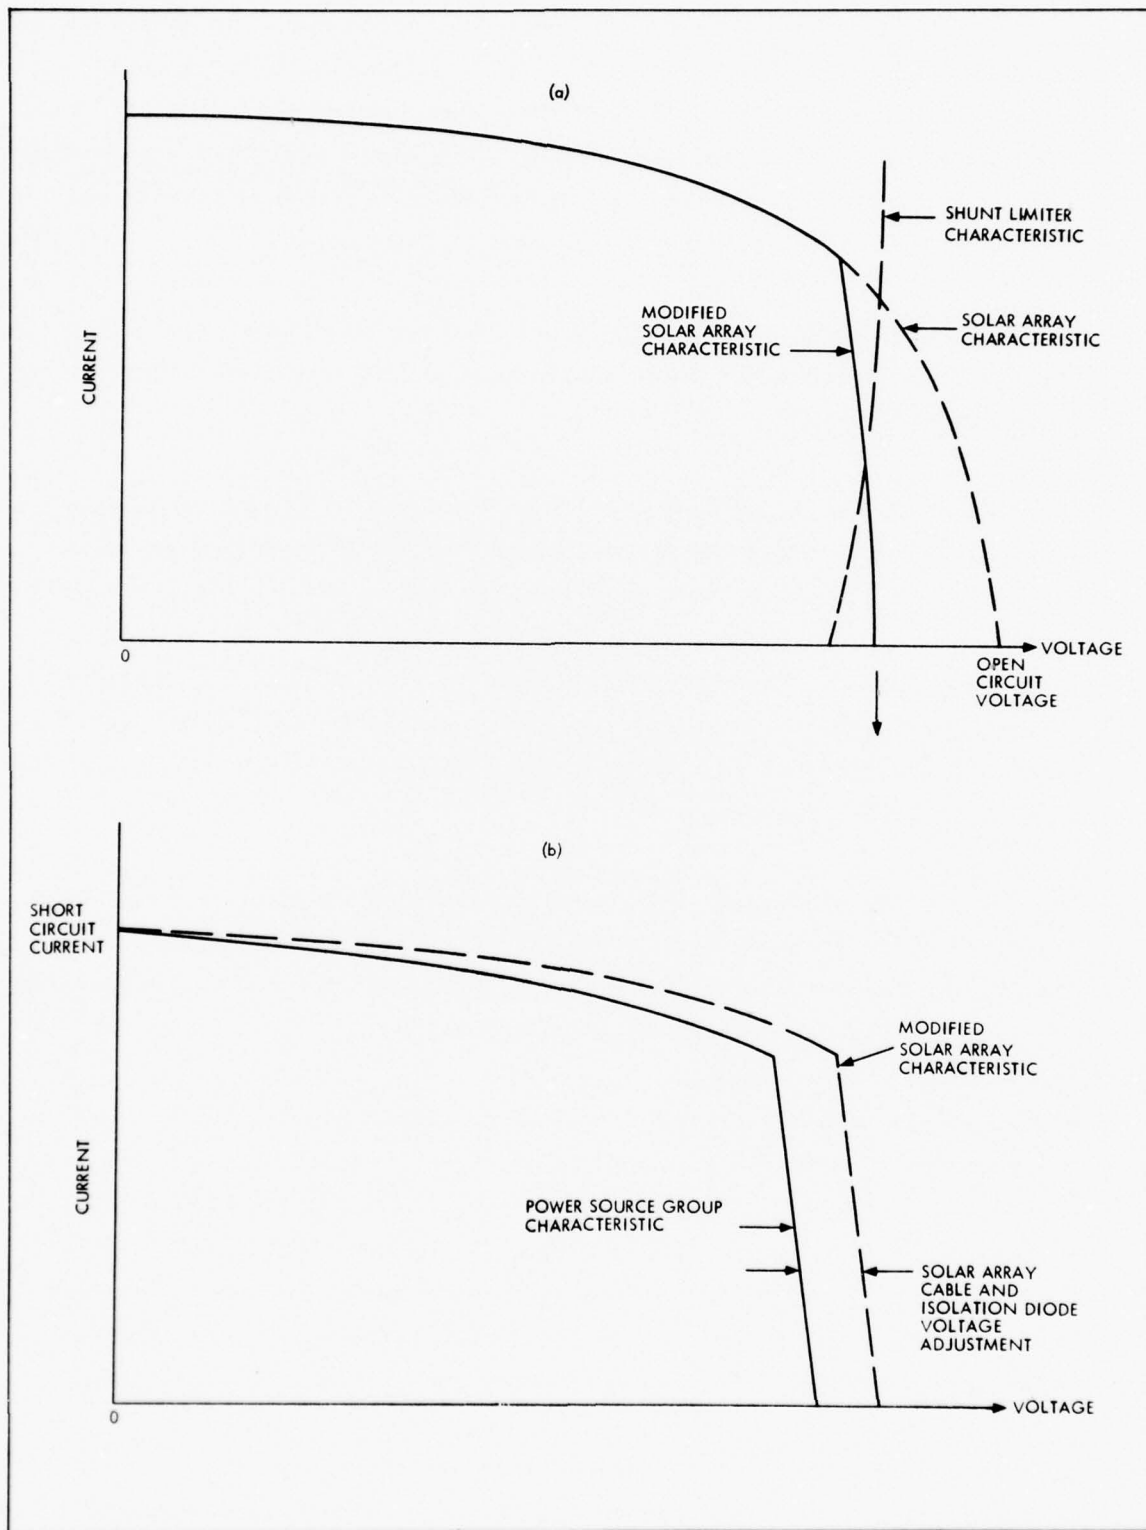 (a)
SHUNT LIMITER
CHARACTERISTIC
MODIFIED
SOLAR ARRAY
CHARACTERISTIC
SOLAR ARRAY
CHARACTERISTIC
CURRENT
0
VOLTAGE
OPEN
CIRCUIT
VOLTAGE
(b)
SHORT
CIRCUIT
CURRENT
MODIFIED
SOLAR ARRAY
CHARACTERISTIC
CURRENT
POWER SOURCE GROUP
CHARACTERISTIC
SOLAR ARRAY
CABLE AND
ISOLATION DIODE
VOLTAGE
ADJUSTMENT
0
VOLTAGE